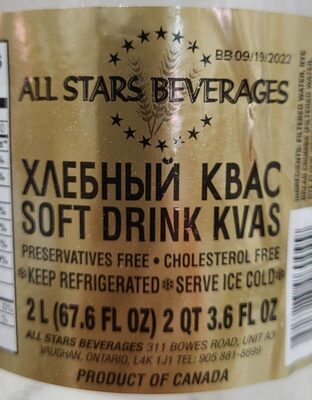 BB 09/19/2022
ALL STARS BEVERAGES
ХЛЕБНЫЙ КВАС
SOFT DRINK KVAS
PRESERVATIVES FREE • CHOLESTEROL FREE
❄KEEP REFRIGERATED❄SERVE ICE COLD❄
2 L (67.6 FL OZ) 2 QT 3.6 FL OZ
ALL STARS BEVERAGES 311 BOWES ROAD, UNIT A3
VAUGHAN, ONTARIO, L4K 1J1 TEL: 905 881-8899
PRODUCT OF CANADA
INGREDIENTS: FILTERED WATER, RYE